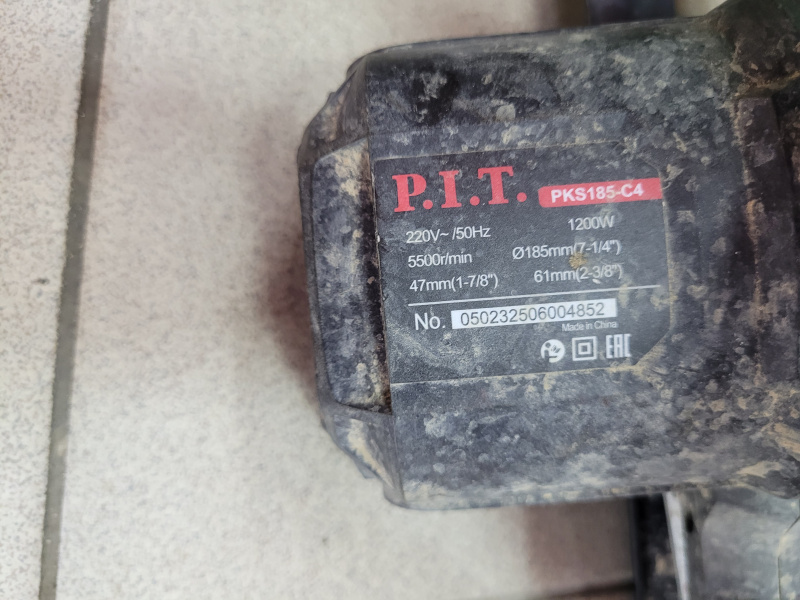 P.I.T. PKS185-C4
220V~ /50Hz 1200W
5500r/min Ø185mm(7-1/4")
47mm(1-7/8") 61mm(2-3/8")
No. 050232506004852
Made in China
EAC